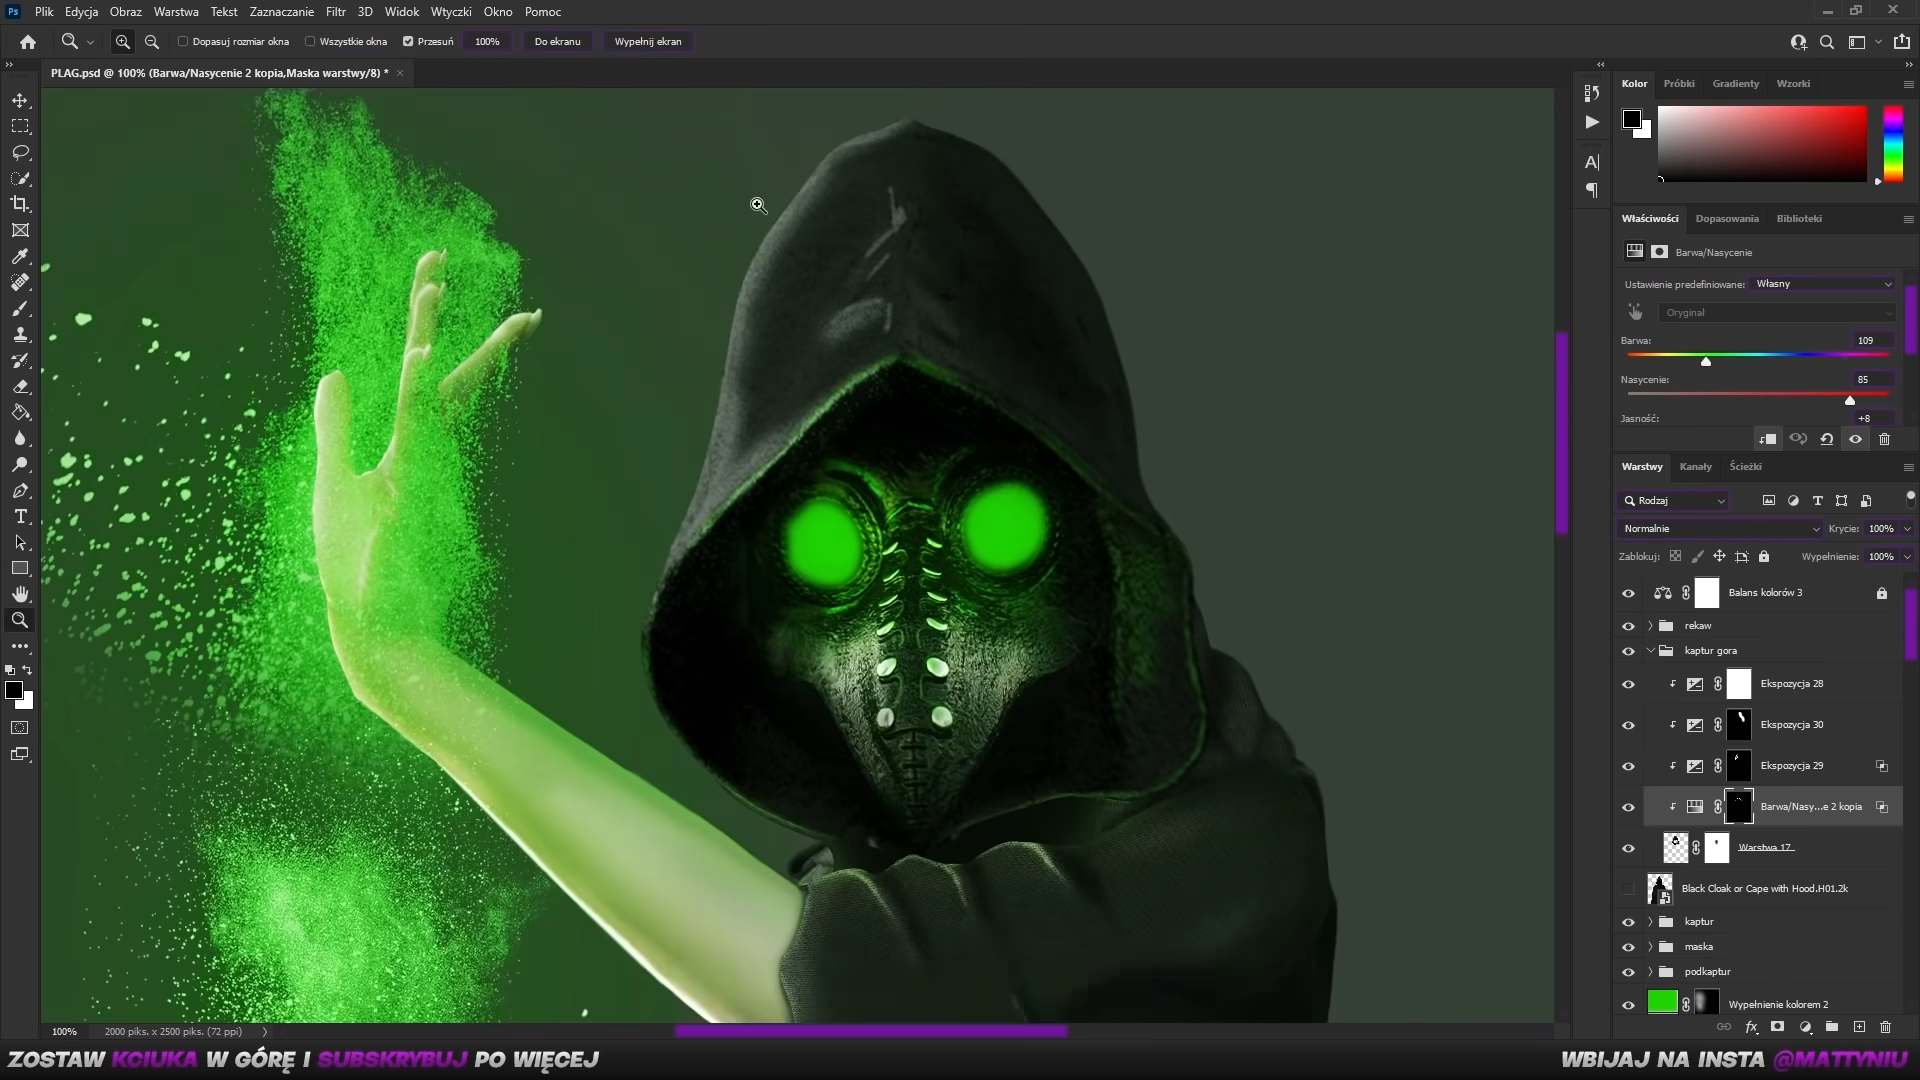 Ps Plik Edycja Obraz Warstwa Tekst Zaznaczanie Filtr 3D Widok Wtyczki Okno Pomoc
Dopasuj rozmiar okna Wszystkie okna Przesuń 100% Do ekranu Wypełnij ekran
PLAG.psd @ 100% (Barwa/Nasycenie 2 kopia,Maska warstwy/8) *
Kolor Próbki Gradienty Wzorki
Właściwości Dopasowania Biblioteki
Barwa/Nasycenie
Ustawienie predefiniowane: Własny
Oryginał
Barwa: 109
Nasycenie: 85
Jasność: +8
Warstwy Kanały Ścieżki
Rodzaj
Normalnie Krycie: 100%
Zablokuj: Wypełnienie: 100%
Balans kolorów 3
rekaw
kaptur gora
Ekspozycja 28
Ekspozycja 30
Ekspozycja 29
Barwa/Nasy...e 2 kopia
Warstwa 17
Black Cloak or Cape with Hood.H01.2k
kaptur
maska
podkaptur
Wypełnienie kolorem 2
100% 2000 piks. x 2500 piks. (72 ppi)
ZOSTAW KCIUKA W GÓRĘ I SUBSKRYBUJ PO WIĘCEJ
WBIJAJ NA INSTA @MATTYNIU